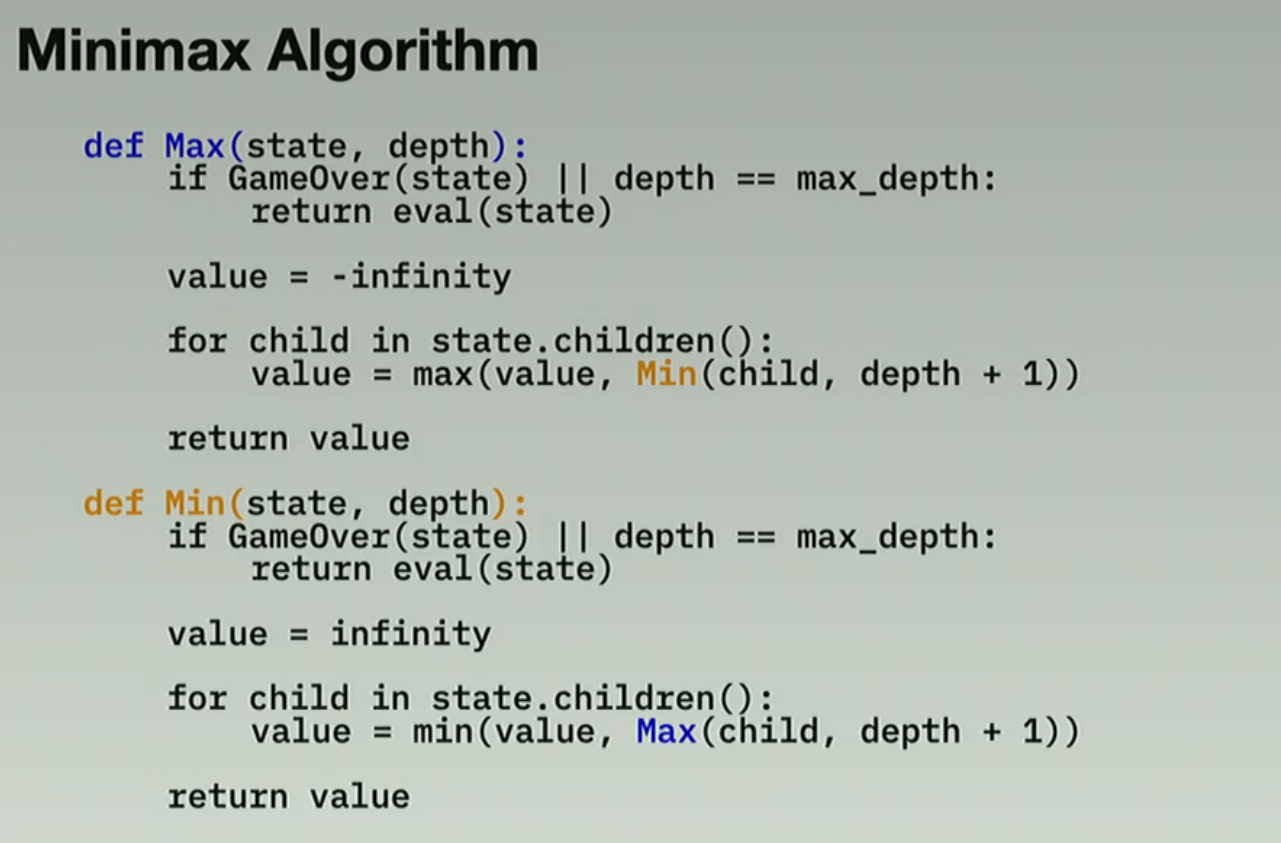 Minimax Algorithm
def Max(state, depth):
if GameOver(state) || depth == max_depth:
return eval(state)
value = -infinity
for child in state.children():
value = max(value, Min(child, depth + 1))
return value
def Min(state, depth):
if GameOver(state) || depth == max_depth:
return eval(state)
value = infinity
for child in state.children():
value = min(value, Max(child, depth + 1))
return value